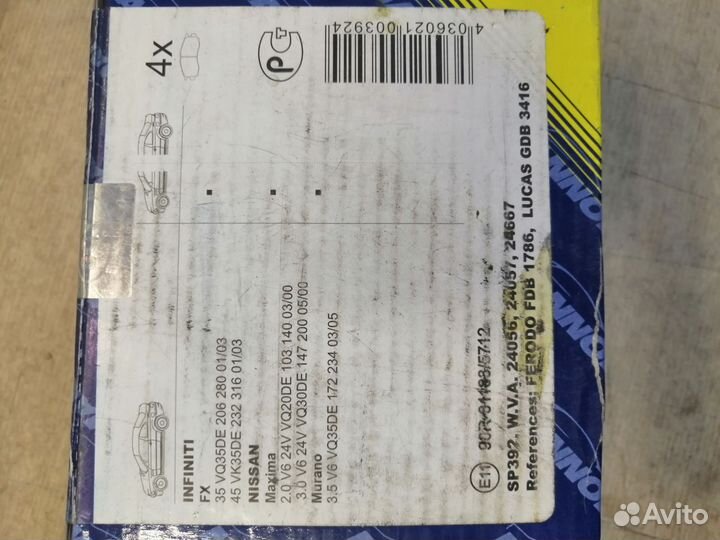 4x
4 036021 003924
INFINITI
FX
35 VQ35DE 206 280 01/03
45 VK35DE 232 316 01/03
NISSAN
Maxima
2.0 V6 24V VQ20DE 103 140 03/00
3.0 V6 24V VQ30DE 147 200 05/00
Murano
3.5 V6 VQ35DE 172 234 03/05
E11 90R-01183/5712
SP392, W.V.A. 24056, 24057, 24667
References: FERODO FDB 1786, LUCAS GDB 3416
Avito